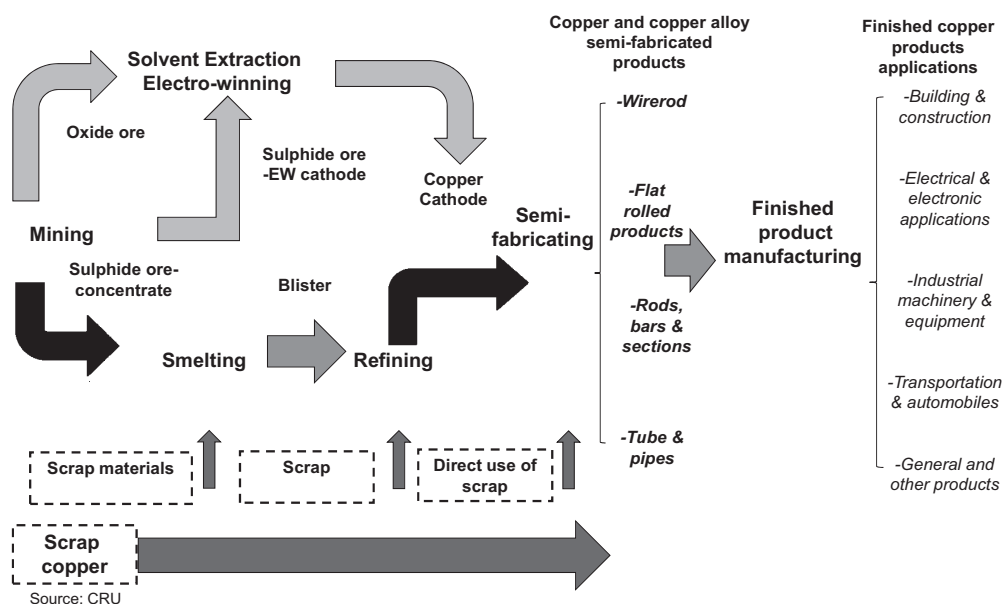 Copper and copper alloy
semi-fabricated
products
Finished copper
products
applications
Solvent Extraction
Electro-winning
Oxide ore
Sulphide ore
-EW cathode
Copper
Cathode
Mining
Sulphide ore-
concentrate
Blister
Smelting
Refining
Semi-
fabricating
-Wirerod
-Flat
rolled
products
-Rods,
bars &
sections
-Tube &
pipes
Finished
product
manufacturing
-Building &
construction
-Electrical &
electronic
applications
-Industrial
machinery &
equipment
-Transportation
& automobiles
-General and
other products
Scrap materials
Scrap
Direct use of
scrap
Scrap
copper
Source: CRU